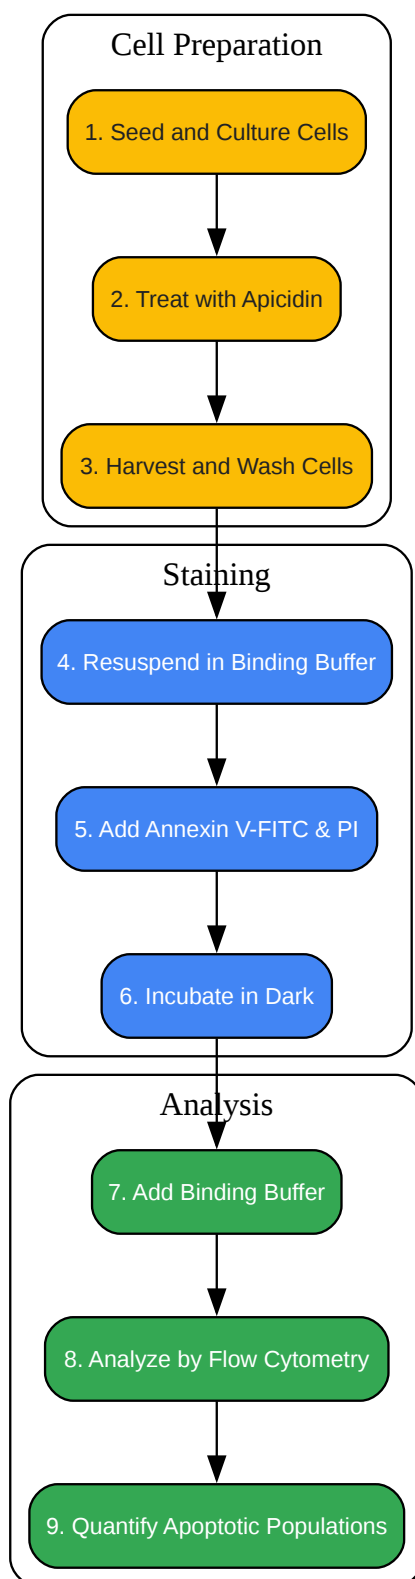 Cell Preparation
1. Seed and Culture Cells
2. Treat with Apicidin
3. Harvest and Wash Cells
Staining
4. Resuspend in Binding Buffer
5. Add Annexin V-FITC & PI
6. Incubate in Dark
Analysis
7. Add Binding Buffer
8. Analyze by Flow Cytometry
9. Quantify Apoptotic Populations